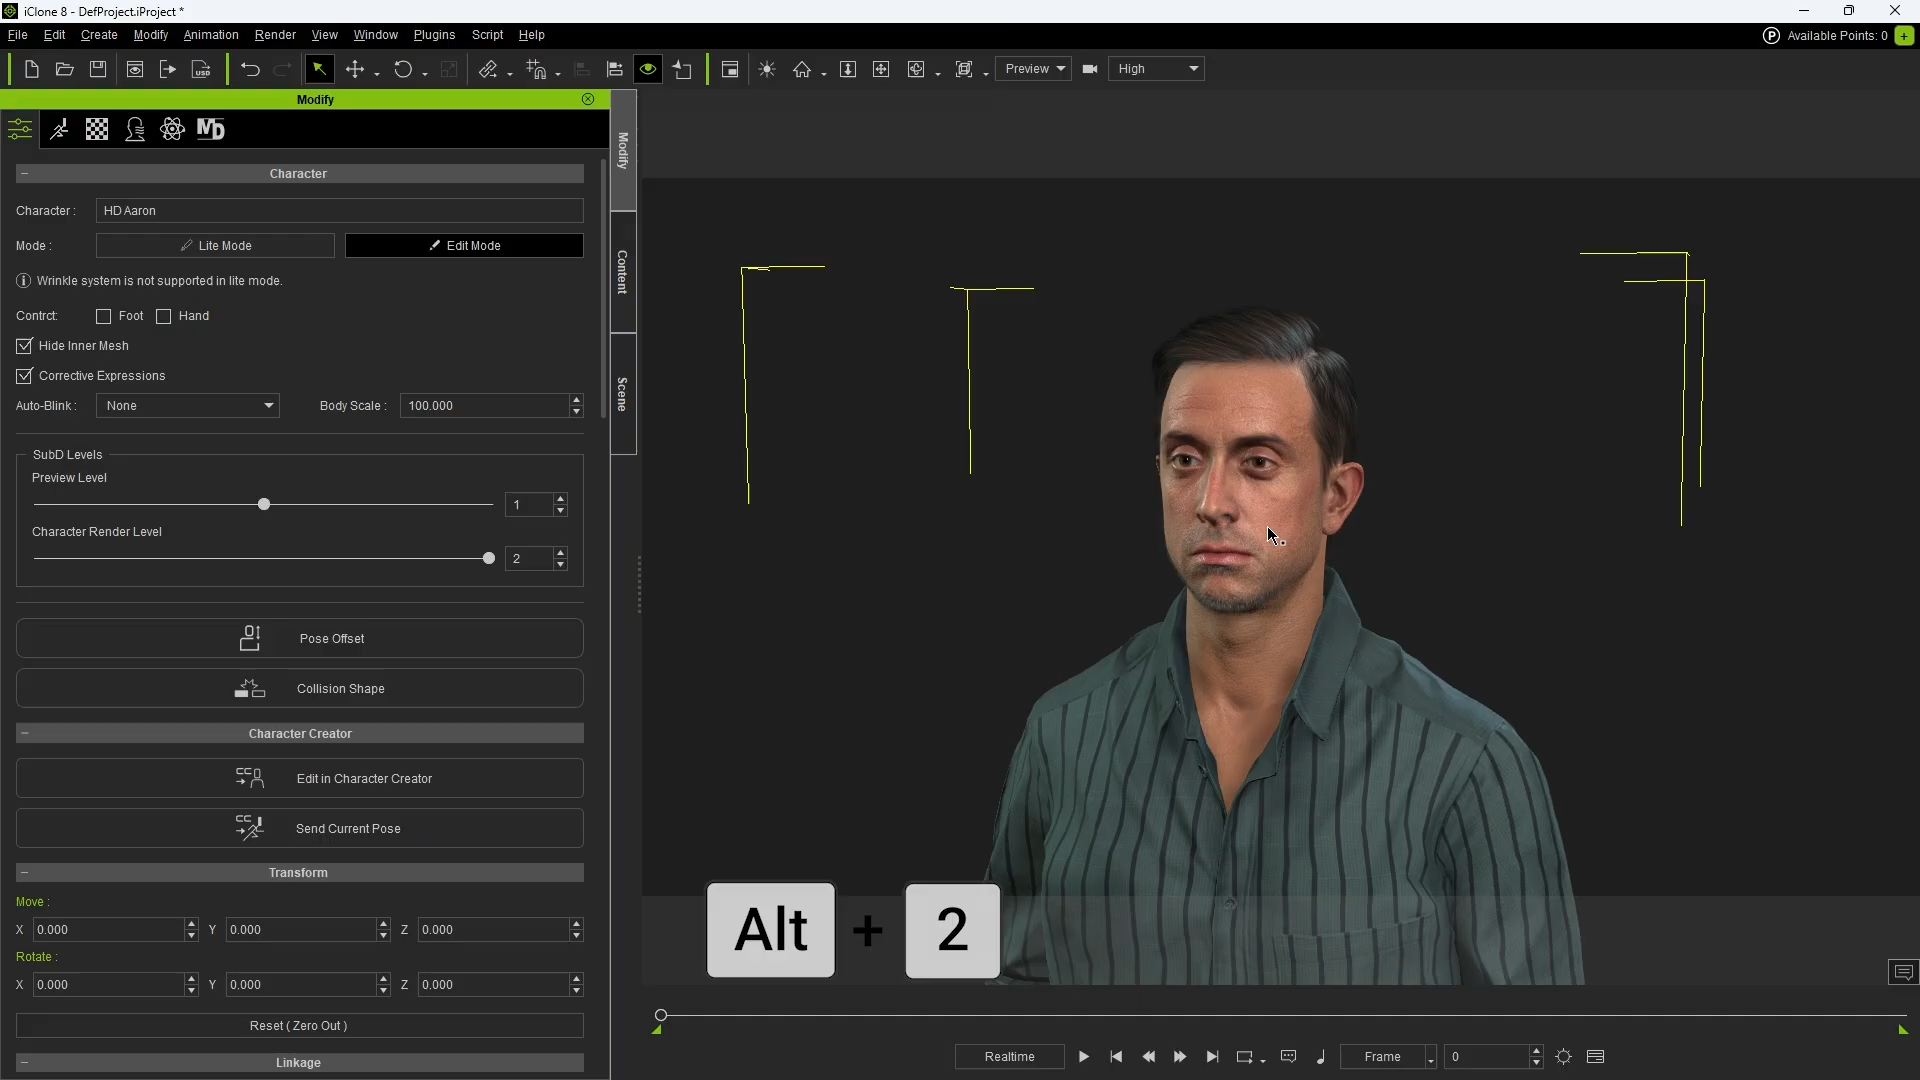 iClone 8 - DefProject.iProject *
File Edit Create Modify Animation Render View Window Plugins Script Help
P Available Points: 0 +
USD
Preview
High
Modify
MD
Character
Character : HD Aaron
Mode : Lite Mode Edit Mode
Wrinkle system is not supported in lite mode.
Contrct: Foot Hand
Hide Inner Mesh
Corrective Expressions
Auto-Blink : None Body Scale : 100.000
SubD Levels
Preview Level
1
Character Render Level
2
Pose Offset
Collision Shape
Character Creator
CC Edit in Character Creator
CC Send Current Pose
Transform
Move :
X 0.000 Y 0.000 Z 0.000
Rotate :
X 0.000 Y 0.000 Z 0.000
Reset ( Zero Out )
Linkage
Modify
Content
Scene
Alt + 2
Realtime
Frame
0